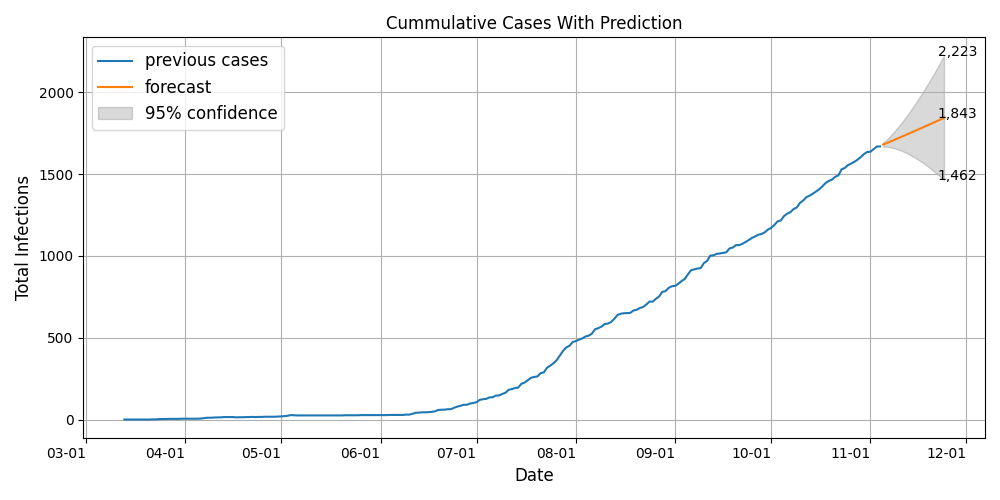 Cummulative Cases With Prediction
previous cases
forecast
95% confidence
2,223
1,843
1,462
Total Infections
2000
1500
1000
500
0
03-01 04-01 05-01 06-01 07-01 08-01 09-01 10-01 11-01 12-01
Date